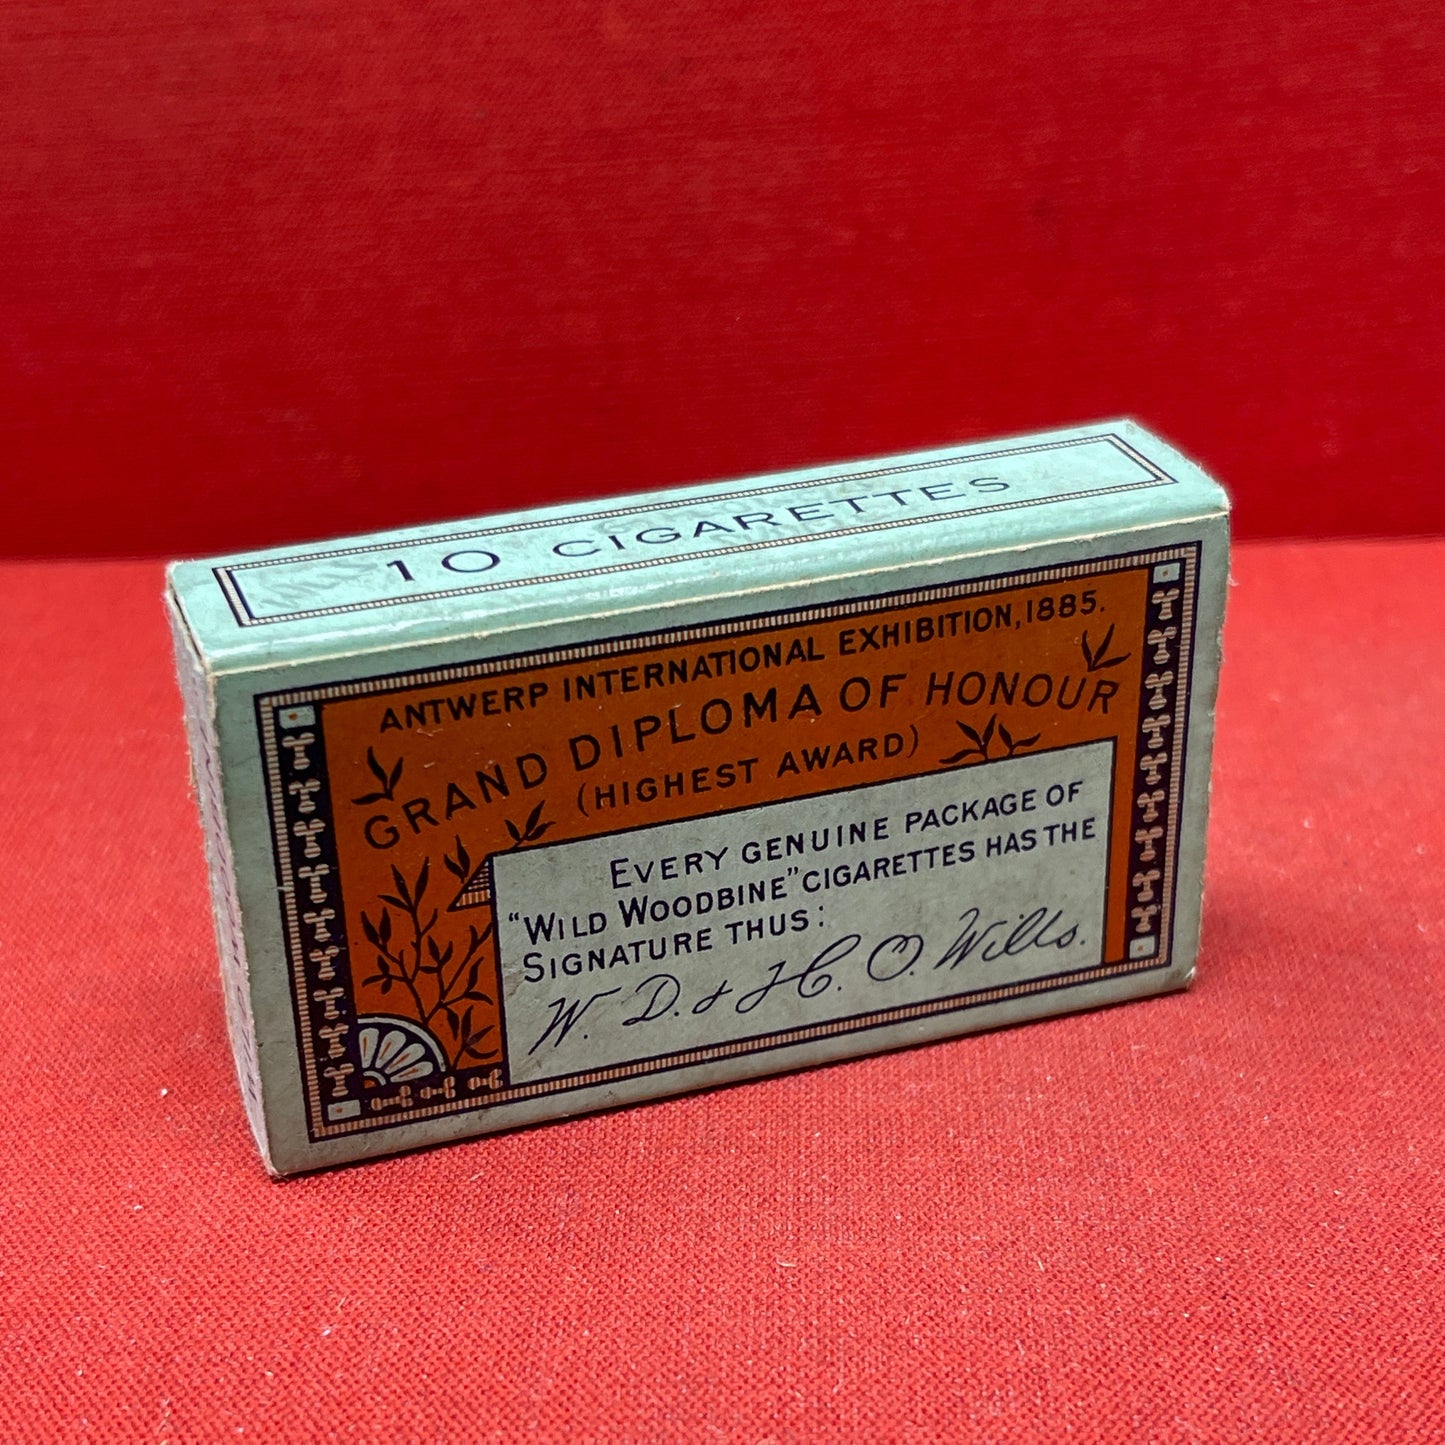 10 CIGARETTES
ANTWERP INTERNATIONAL EXHIBITION, 1885.
GRAND DIPLOMA OF HONOUR
(HIGHEST AWARD)
EVERY GENUINE PACKAGE OF
"WILD WOODBINE" CIGARETTES HAS THE
SIGNATURE THUS:
W. D. & H. O. Wills.